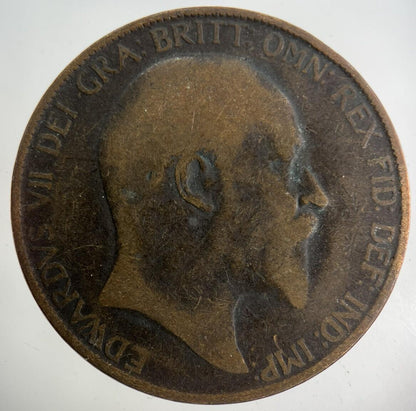 EDWARDVS VII DEI GRA: BRITT: OMN: REX FID: DEF: IND: IMP: